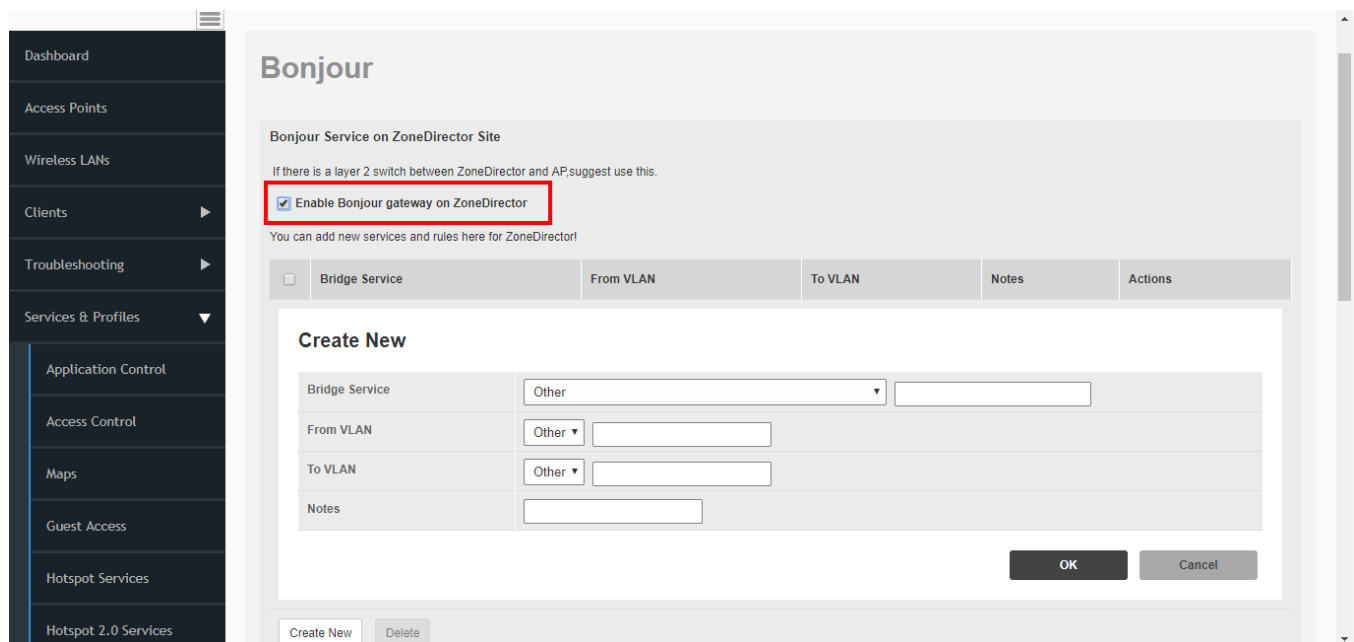 Dashboard
Access Points
Wireless LANs
Clients
Troubleshooting
Services & Profiles
Application Control
Access Control
Maps
Guest Access
Hotspot Services
Hotspot 2.0 Services
Bonjour
Bonjour Service on ZoneDirector Site
If there is a layer 2 switch between ZoneDirector and AP,suggest use this.
Enable Bonjour gateway on ZoneDirector
You can add new services and rules here for ZoneDirector!
Bridge Service From VLAN To VLAN Notes Actions
Create New
Bridge Service Other
From VLAN Other
To VLAN Other
Notes
OK Cancel
Create New Delete